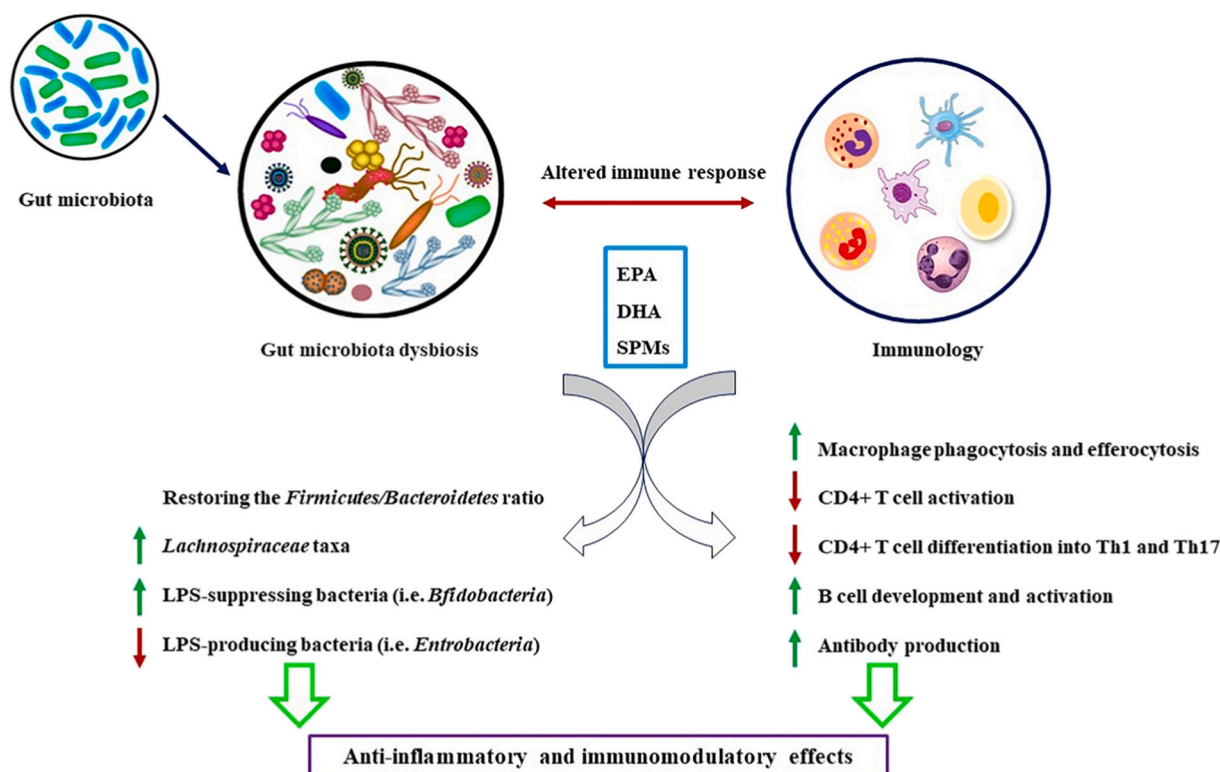 Gut microbiota
Altered immune response
EPA
DHA
SPMs
Gut microbiota dysbiosis
Immunology
Restoring the Firmicutes/Bacteroidetes ratio
Lachnospiraceae taxa
LPS-suppressing bacteria (i.e. Bfidobacteria)
LPS-producing bacteria (i.e. Entrobacteria)
Macrophage phagocytosis and efferocytosis
CD4+ T cell activation
CD4+ T cell differentiation into Th1 and Th17
B cell development and activation
Antibody production
Anti-inflammatory and immunomodulatory effects